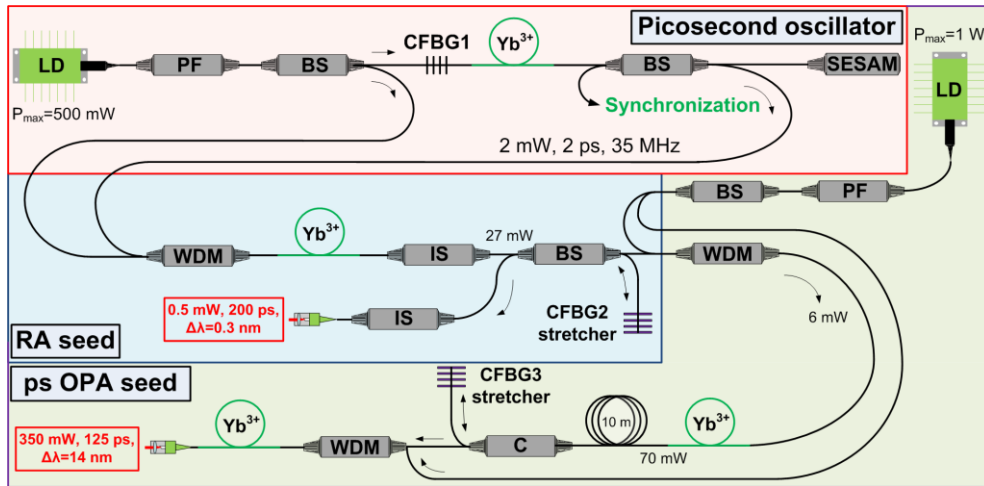 Picosecond oscillator
LD
Pmax=500 mW
PF
BS
CFBG1
Yb3+
BS
SESAM
Synchronization
2 mW, 2 ps, 35 MHz
Pmax=1 W
LD
BS
PF
WDM
Yb3+
IS
27 mW
BS
WDM
0.5 mW, 200 ps,
Δλ=0.3 nm
IS
CFBG2
stretcher
6 mW
RA seed
ps OPA seed
CFBG3
stretcher
350 mW, 125 ps,
Δλ=14 nm
Yb3+
WDM
C
10 m
70 mW
Yb3+